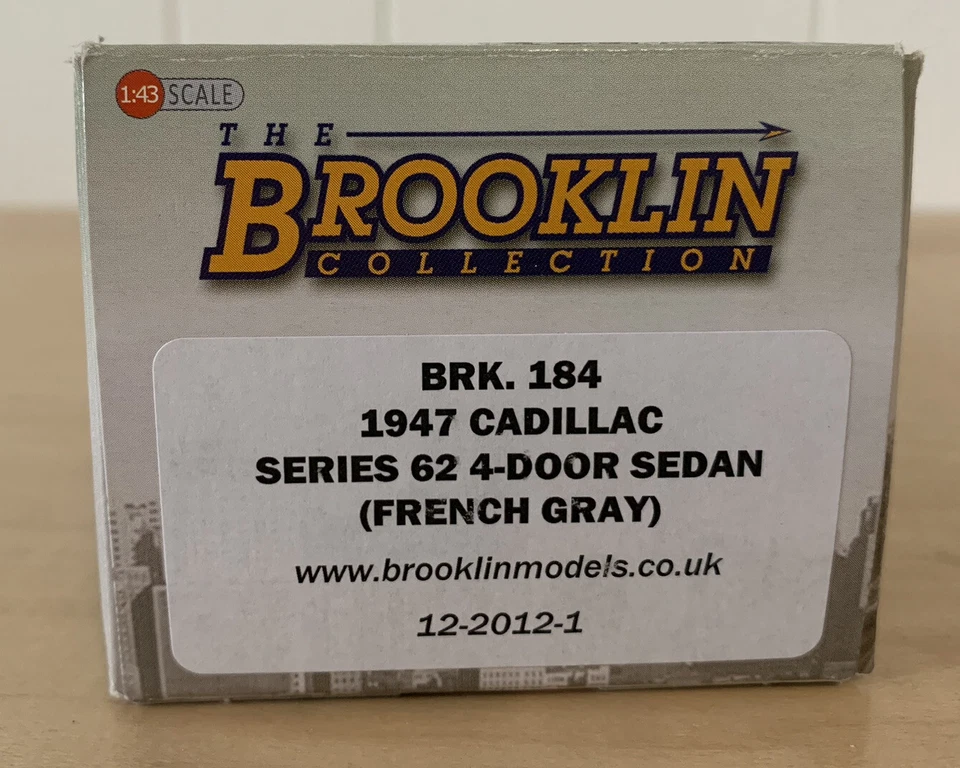 1:43 SCALE
THE
BROOKLIN
COLLECTION
BRK. 184
1947 CADILLAC
SERIES 62 4-DOOR SEDAN
(FRENCH GRAY)
www.brooklinmodels.co.uk
12-2012-1